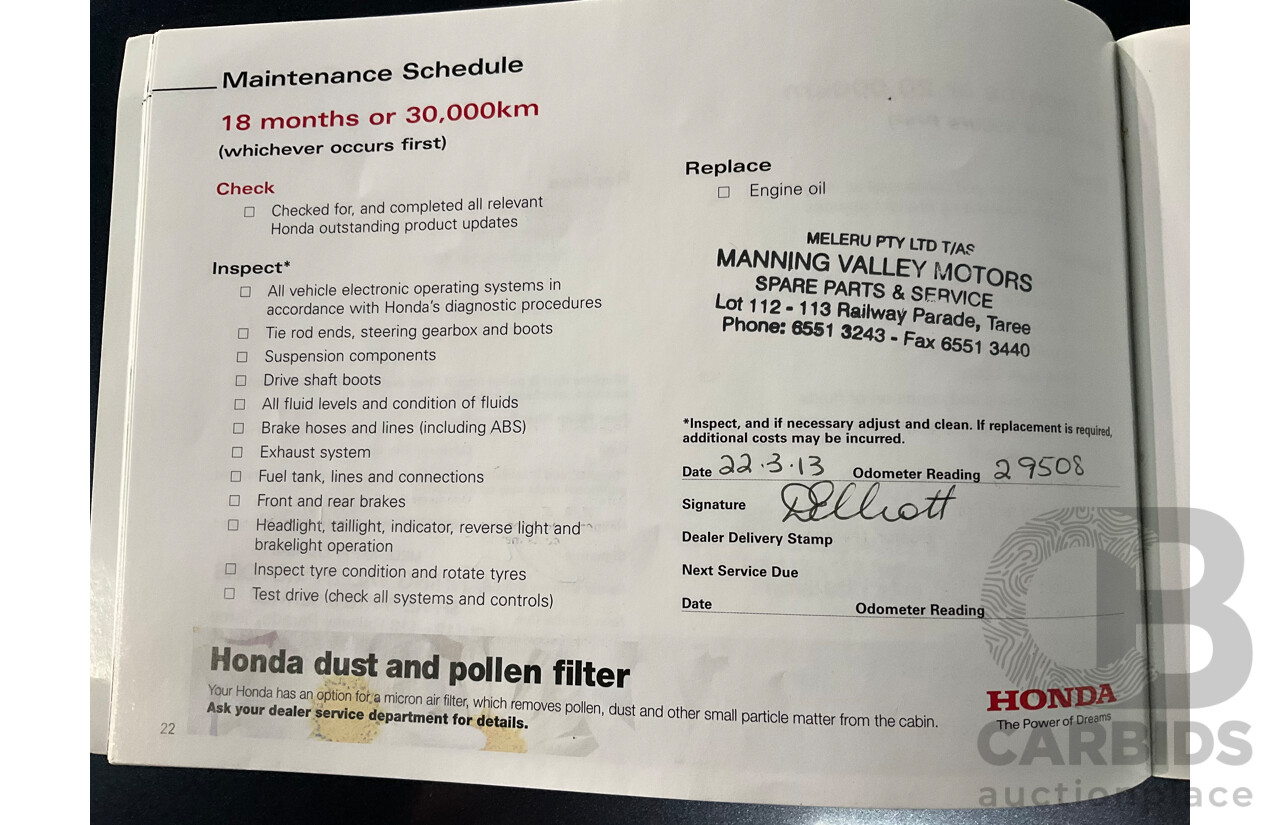 Maintenance Schedule
18 months or 30,000km
(whichever occurs first)
Check
Checked for, and completed all relevant
Honda outstanding product updates
Inspect*
All vehicle electronic operating systems in
accordance with Honda's diagnostic procedures
Tie rod ends, steering gearbox and boots
Suspension components
Drive shaft boots
All fluid levels and condition of fluids
Brake hoses and lines (including ABS)
Exhaust system
Fuel tank, lines and connections
Front and rear brakes
Headlight, taillight, indicator, reverse light and
brakelight operation
Inspect tyre condition and rotate tyres
Test drive (check all systems and controls)
Replace
Engine oil
MELERU PTY LTD T/AS
MANNING VALLEY MOTORS
SPARE PARTS & SERVICE
Lot 112 - 113 Railway Parade, Taree
Phone: 6551 3243 - Fax 6551 3440
*Inspect, and if necessary adjust and clean. If replacement is required,
additional costs may be incurred.
Date 22.3.13 Odometer Reading 29508
Signature DElliott
Dealer Delivery Stamp
Next Service Due
Date Odometer Reading
Honda dust and pollen filter
Your Honda has an option for a micron air filter, which removes pollen, dust and other small particle matter from the cabin.
Ask your dealer service department for details.
HONDA
The Power of Dreams
22
CB
CARBIDS
auctionplace